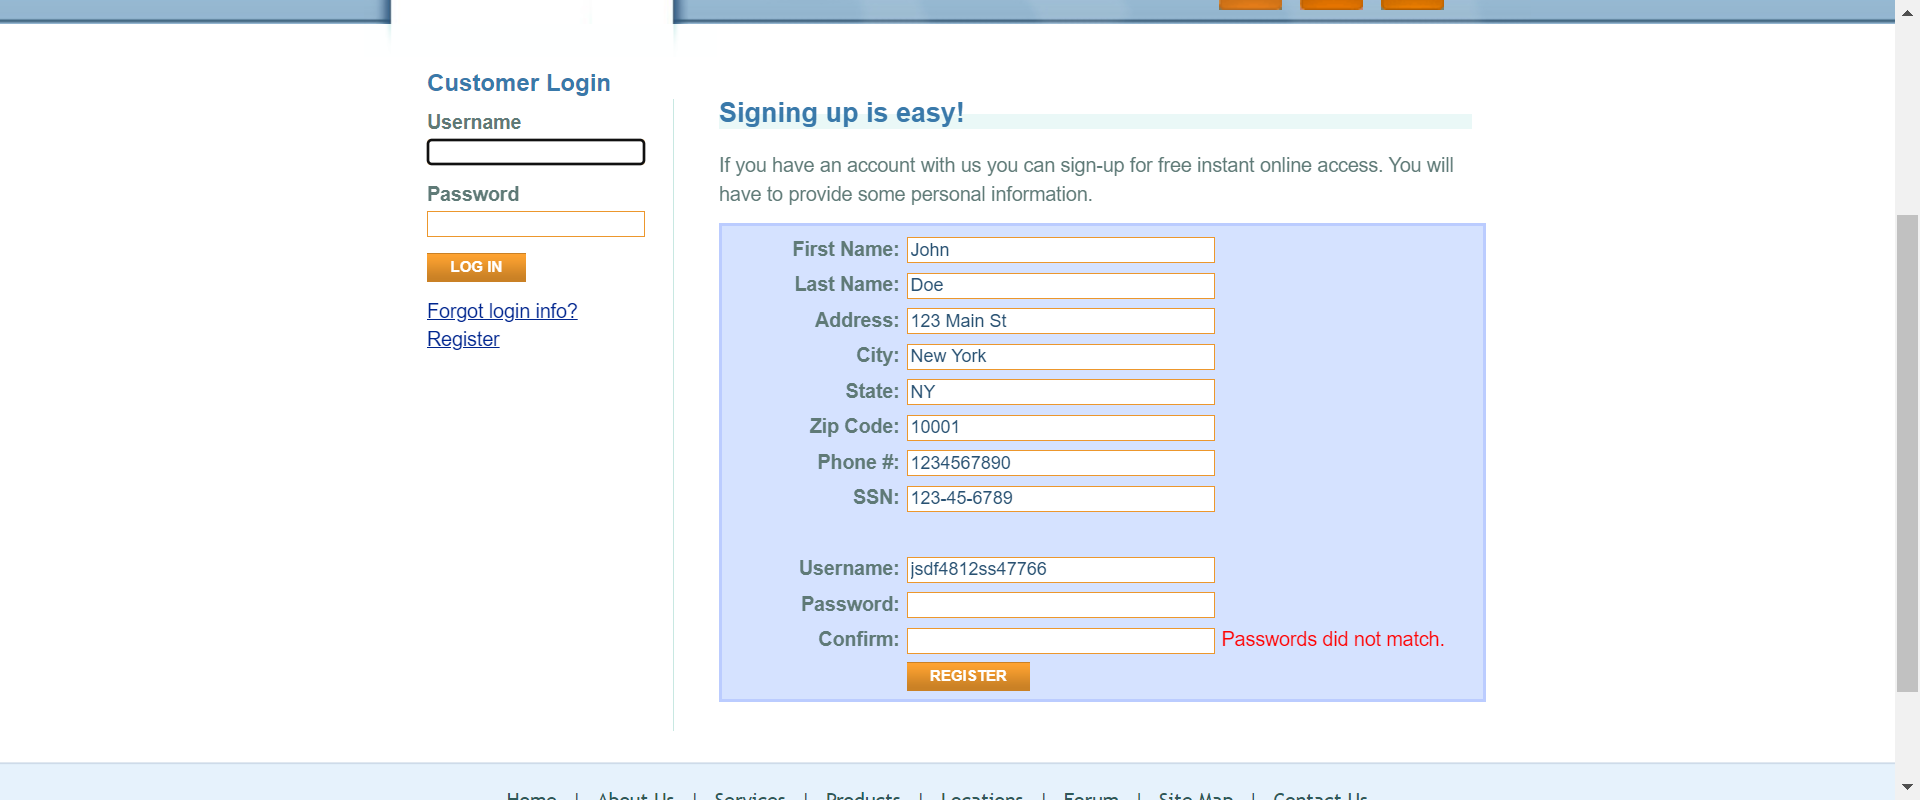 Customer Login
Username
Password
LOG IN
Forgot login info?
Register
Signing up is easy!
If you have an account with us you can sign-up for free instant online access. You will
have to provide some personal information.
First Name: John
Last Name: Doe
Address: 123 Main St
City: New York
State: NY
Zip Code: 10001
Phone #: 1234567890
SSN: 123-45-6789
Username: jsdf4812ss47766
Password:
Confirm: Passwords did not match.
REGISTER
Home | About Us | Services | Products | Locations | Forum | Site Map | Contact Us